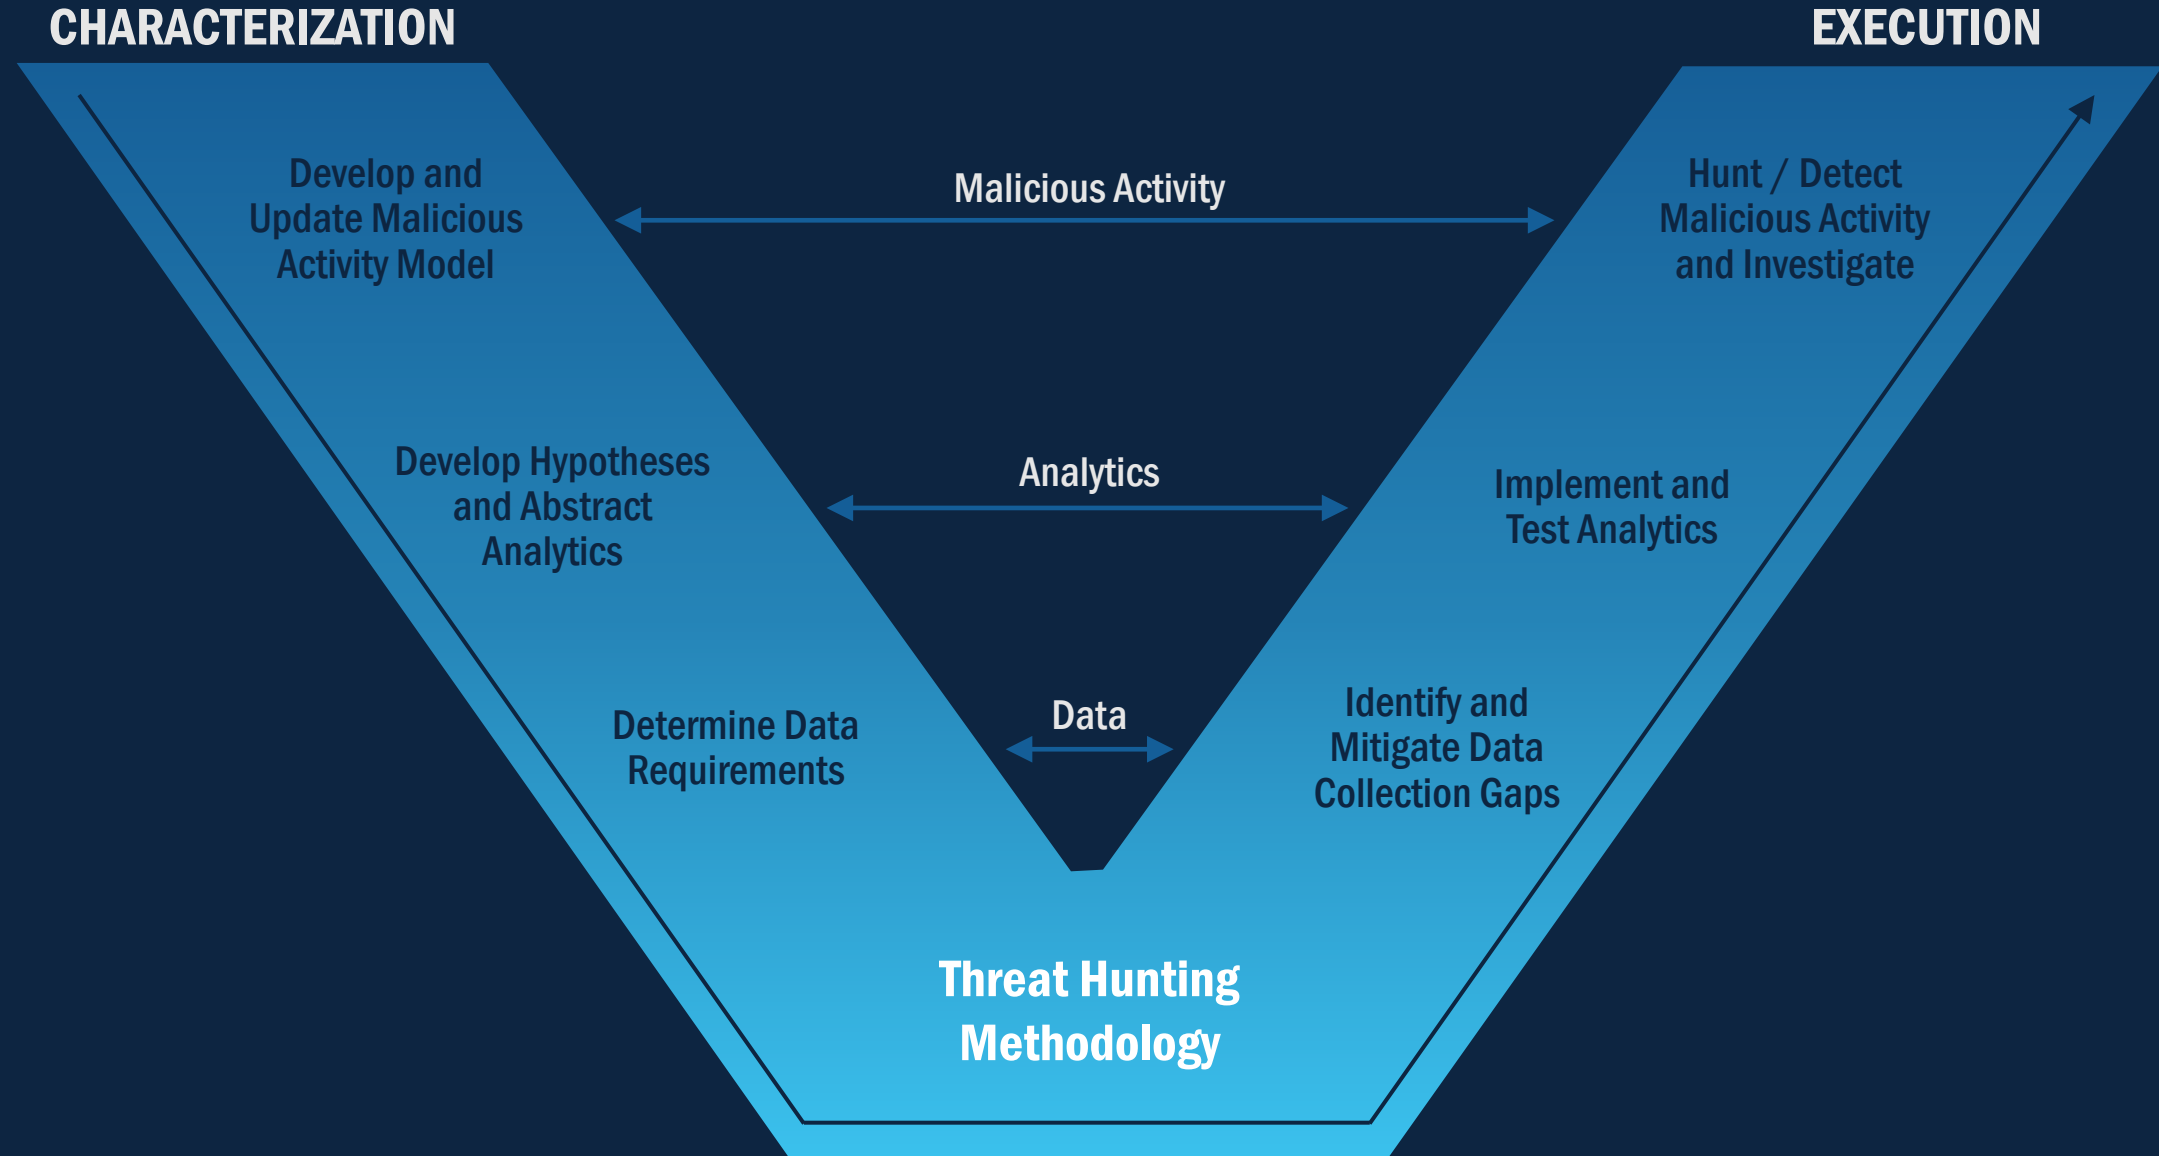 CHARACTERIZATION
EXECUTION
Develop and
Update Malicious
Activity Model
Malicious Activity
Hunt / Detect
Malicious Activity
and Investigate
Develop Hypotheses
and Abstract
Analytics
Analytics
Implement and
Test Analytics
Determine Data
Requirements
Data
Identify and
Mitigate Data
Collection Gaps
Threat Hunting
Methodology